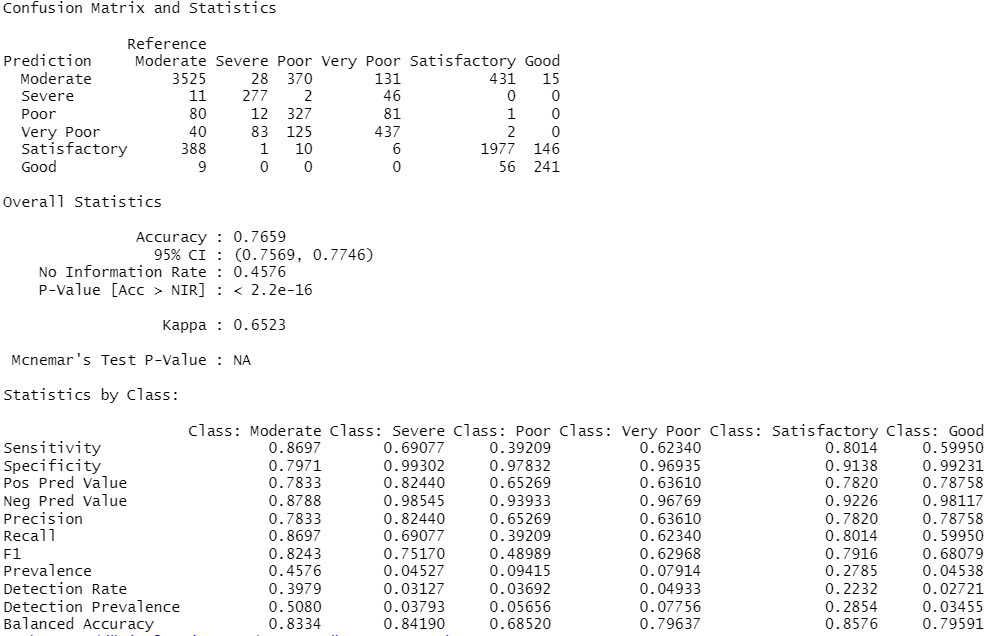 Confusion Matrix and Statistics
Reference
Prediction Moderate Severe Poor Very Poor Satisfactory Good
Moderate 3525 28 370 131 431 15
Severe 11 277 2 46 0 0
Poor 80 12 327 81 1 0
Very Poor 40 83 125 437 2 0
Satisfactory 388 1 10 6 1977 146
Good 9 0 0 0 56 241
Overall Statistics
Accuracy : 0.7659
95% CI : (0.7569, 0.7746)
No Information Rate : 0.4576
P-Value [Acc > NIR] : < 2.2e-16
Kappa : 0.6523
Mcnemar's Test P-Value : NA
Statistics by Class:
Class: Moderate Class: Severe Class: Poor Class: Very Poor Class: Satisfactory Class: Good
Sensitivity 0.8697 0.69077 0.39209 0.62340 0.8014 0.59950
Specificity 0.7971 0.99302 0.97832 0.96935 0.9138 0.99231
Pos Pred Value 0.7833 0.82440 0.65269 0.63610 0.7820 0.78758
Neg Pred Value 0.8788 0.98545 0.93933 0.96769 0.9226 0.98117
Precision 0.7833 0.82440 0.65269 0.63610 0.7820 0.78758
Recall 0.8697 0.69077 0.39209 0.62340 0.8014 0.59950
F1 0.8243 0.75170 0.48989 0.62968 0.7916 0.68079
Prevalence 0.4576 0.04527 0.09415 0.07914 0.2785 0.04538
Detection Rate 0.3979 0.03127 0.03692 0.04933 0.2232 0.02721
Detection Prevalence 0.5080 0.03793 0.05656 0.07756 0.2854 0.03455
Balanced Accuracy 0.8334 0.84190 0.68520 0.79637 0.8576 0.79591